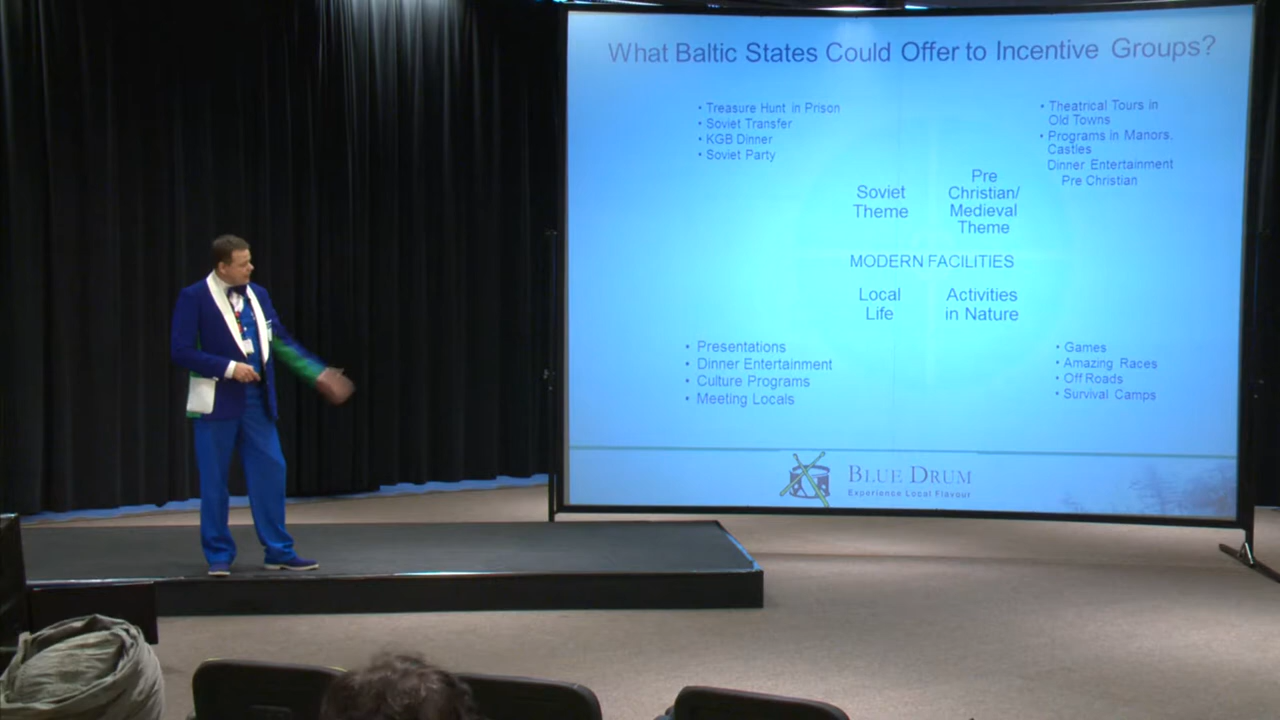 What Baltic States Could Offer to Incentive Groups?
• Treasure Hunt in Prison
• Soviet Transfer
• KGB Dinner
• Soviet Party
• Theatrical Tours in
Old Towns
• Programs in Manors,
Castles
Dinner Entertainment
Pre Christian
Soviet
Theme
Pre
Christian/
Medieval
Theme
MODERN FACILITIES
Local
Life
Activities
in Nature
• Presentations
• Dinner Entertainment
• Culture Programs
• Meeting Locals
• Games
• Amazing Races
• Off Roads
• Survival Camps
BLUE DRUM
Experience Local Flavour